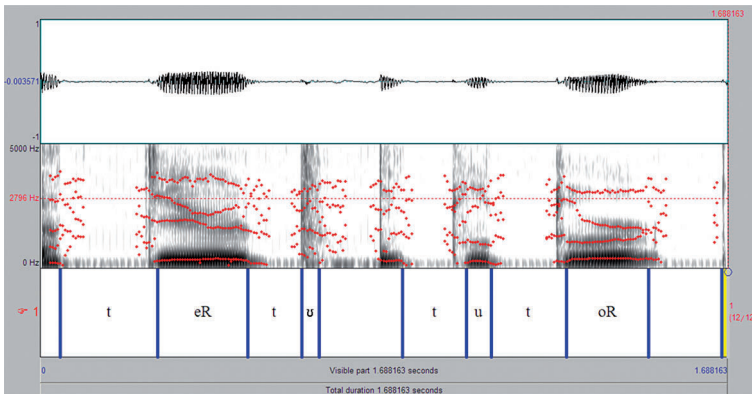 1.688163
1
-0.003571
-1
5000 Hz
2796 Hz
0 Hz
1 t eR t ʊ t u t oR 1
(12/12
0 Visible part 1.688163 seconds 1.688163
Total duration 1.688163 seconds